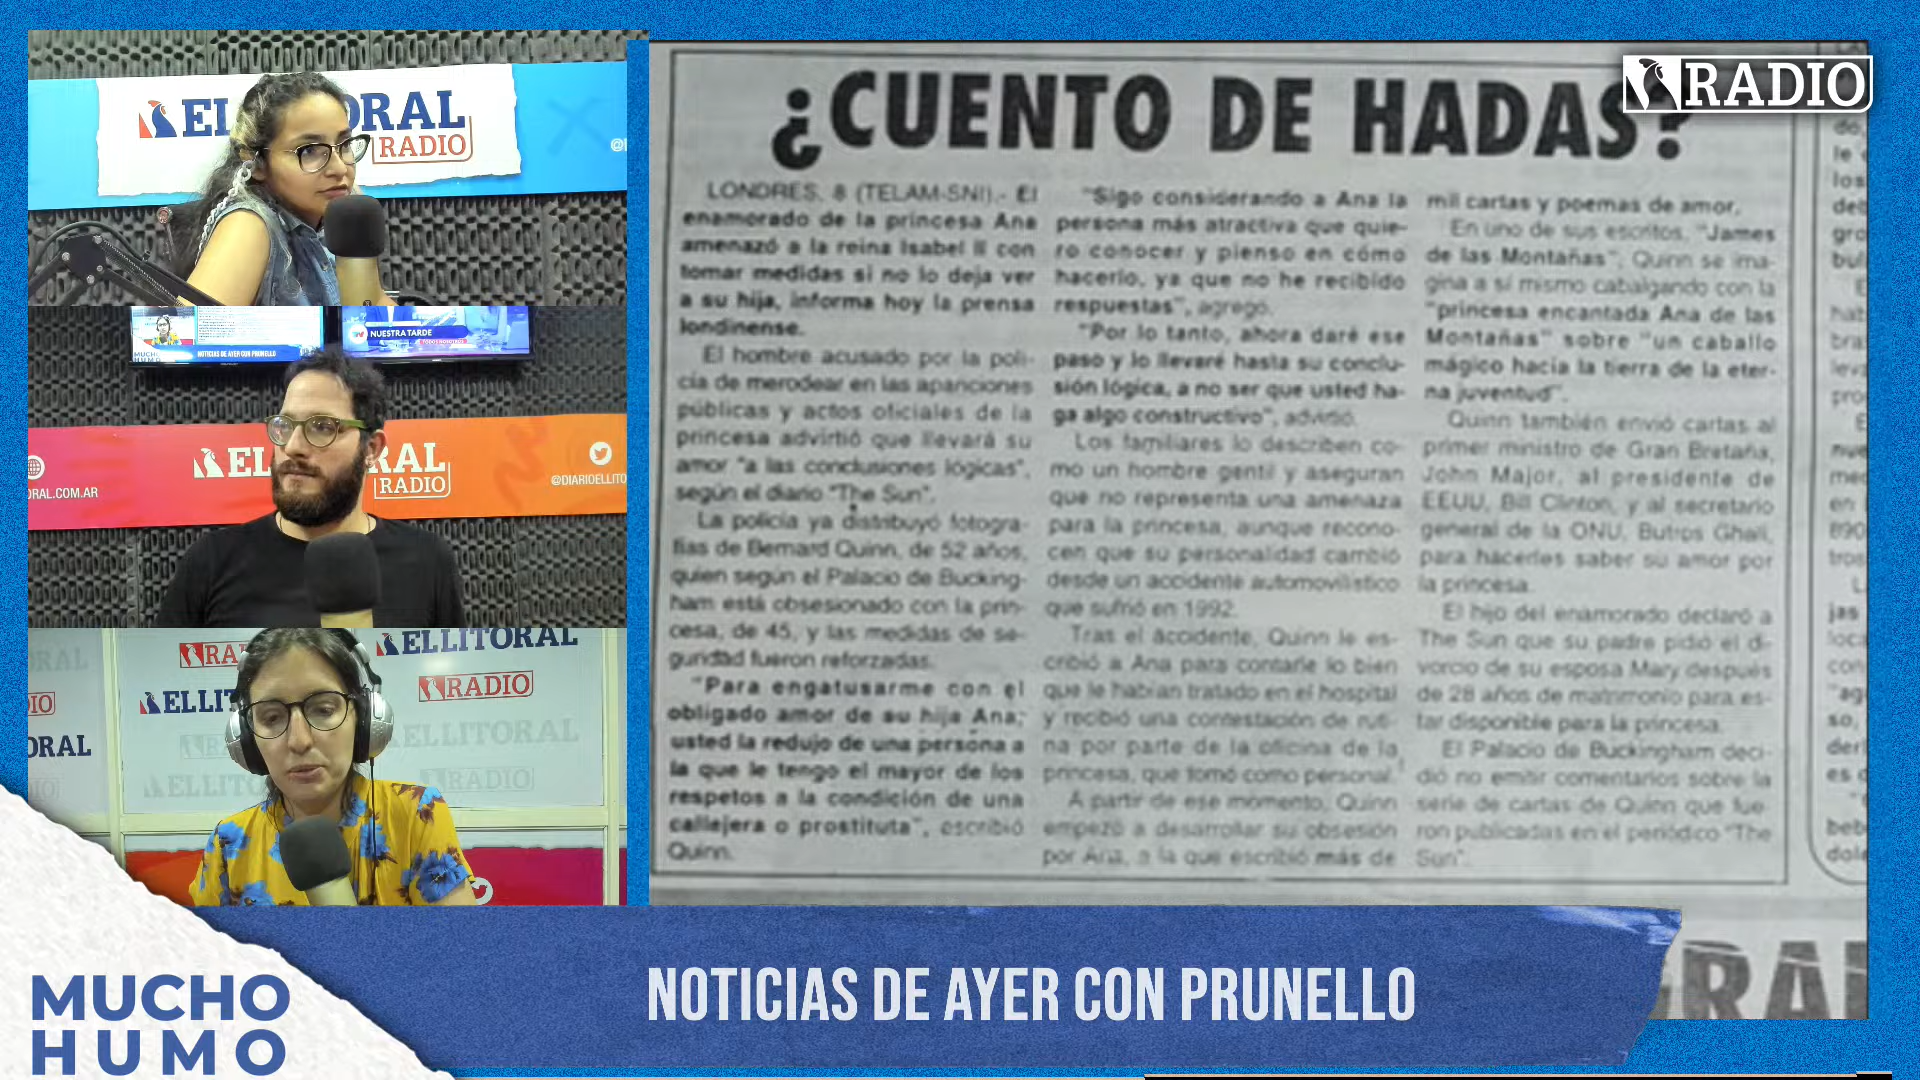 ELLITORAL
RADIO
NUESTRA TARDE
NOTICIAS DE AYER CON PRUNELLO
ORAL.COM.AR
RADIO
@DIARIOELLITO
ELLITORAL
RADIO
ELLITORAL
RADIO
ORAL
RADIO
¿CUENTO DE HADAS?
LONDRES, 8 (TELAM-SNI).- El
enamorado de la princesa Ana
amenazó a la reina Isabel II con
tomar medidas si no lo deja ver
a su hija, informa hoy la prensa
londinense.
El hombre acusado por la poli-
cía de merodear en las apariciones
públicas y actos oficiales de la
princesa advirtió que llevará su
amor "a las conclusiones lógicas",
según el diario "The Sun".
La policía ya distribuyó fotogra-
fías de Bernard Quinn, de 52 años,
quien según el Palacio de Bucking-
ham está obsesionado con la prin-
cesa, de 45, y las medidas de se-
guridad fueron reforzadas.
"Para engatusarme con el
obligado amor de su hija Ana;
usted la redujo de una persona a
la que le tengo el mayor de los
respetos a la condición de una
callejera o prostituta", escribió
Quinn.
"Sigo considerando a Ana la
persona más atractiva que quie-
ro conocer y pienso en cómo
hacerlo, ya que no he recibido
respuestas", agregó.
"Por lo tanto, ahora daré ese
paso y lo llevaré hasta su conclu-
sión lógica, a no ser que usted ha-
ga algo constructivo", advirtió.
Los familiares lo describen co-
mo un hombre gentil y aseguran
que no representa una amenaza
para la princesa, aunque recono-
cen que su personalidad cambió
desde un accidente automovilístico
que sufrió en 1992.
Tras el accidente, Quinn le es-
cribió a Ana para contarle lo bien
que le habían tratado en el hospital
y recibió una contestación de ruti-
na por parte de la oficina de la
princesa, que tomó como personal.
A partir de ese momento, Quinn
empezó a desarrollar su obsesión
por Ana, a la que escribió más de
mil cartas y poemas de amor.
En uno de sus escritos, "James
de las Montañas", Quinn se ima-
gina a sí mismo cabalgando con la
"princesa encantada Ana de las
Montañas" sobre "un caballo
mágico hacia la tierra de la eter-
na juventud".
Quinn también envió cartas al
primer ministro de Gran Bretaña,
John Major, al presidente de
EEUU, Bill Clinton, y al secretario
general de la ONU, Butros Ghali,
para hacerles saber su amor por
la princesa.
El hijo del enamorado declaró a
The Sun que su padre pidió el di-
vorcio de su esposa Mary después
de 28 años de matrimonio para es-
tar disponible para la princesa.
El Palacio de Buckingham deci-
dió no emitir comentarios sobre la
serie de cartas de Quinn que fue-
ron publicadas en el periódico "The
Sun".
RADIO
NOTICIAS DE AYER CON PRUNELLO
MUCHO
HUMO